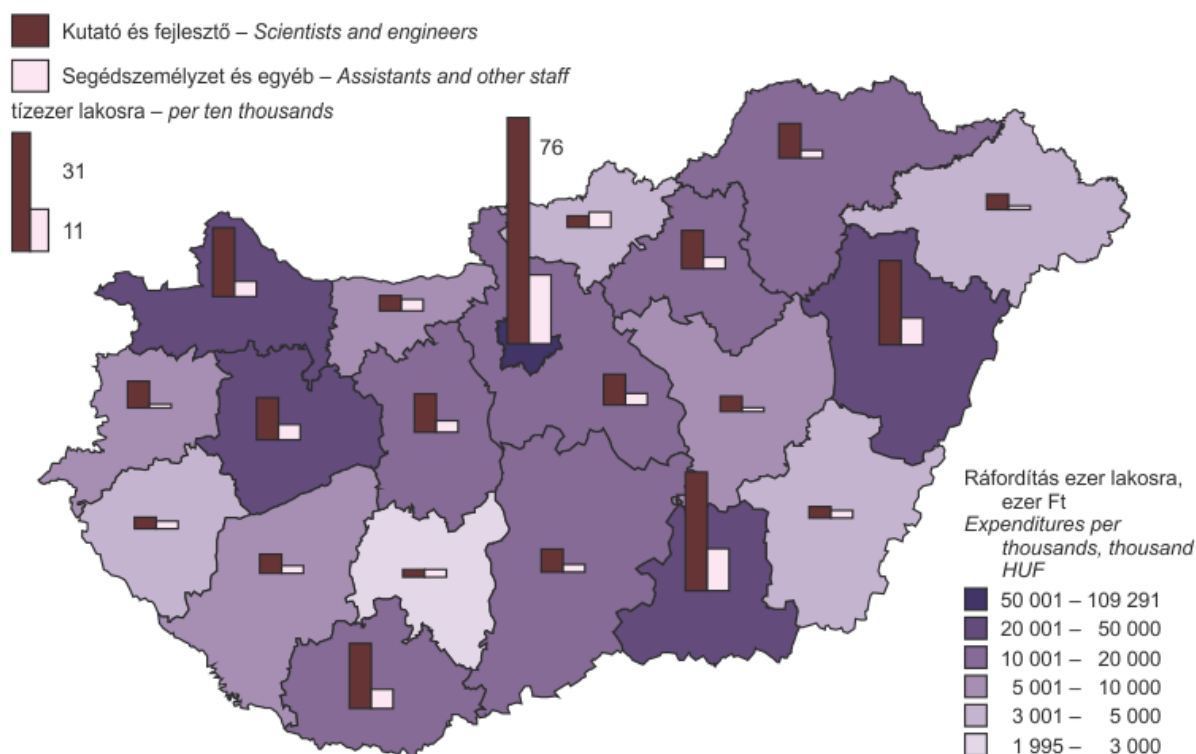 Kutató és fejlesztő – Scientists and engineers
Segédszemélyzet és egyéb – Assistants and other staff
tízezer lakosra – per ten thousands
31
11
76
Ráfordítás ezer lakosra,
ezer Ft
Expenditures per
thousands, thousand
HUF
50 001 – 109 291
20 001 – 50 000
10 001 – 20 000
5 001 – 10 000
3 001 – 5 000
1 995 – 3 000